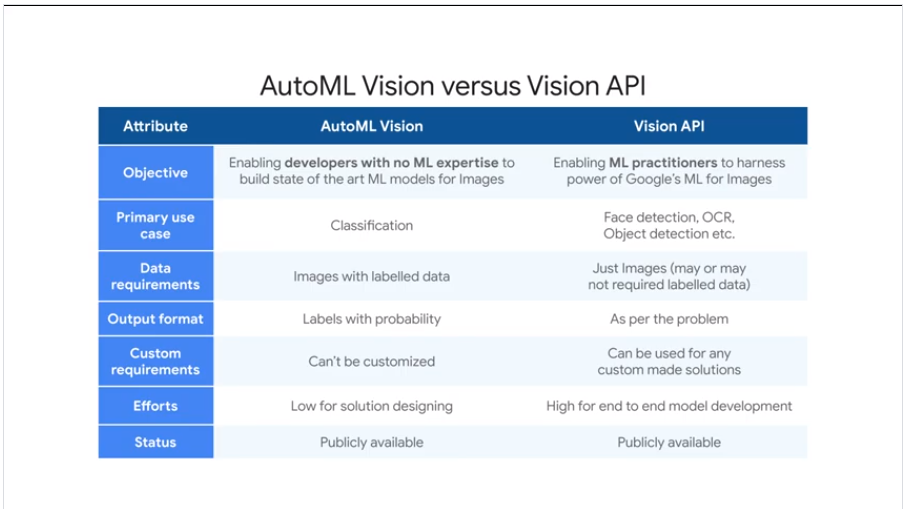 AutoML Vision versus Vision API
Attribute
AutoML Vision
Vision API
Objective
Enabling developers with no ML expertise to
build state of the art ML models for Images
Enabling ML practitioners to harness
power of Google's ML for Images
Primary use
case
Classification
Face detection, OCR,
Object detection etc.
Data
requirements
Images with labelled data
Just Images (may or may
not required labelled data)
Output format
Labels with probability
As per the problem
Custom
requirements
Can't be customized
Can be used for any
custom made solutions
Efforts
Low for solution designing
High for end to end model development
Status
Publicly available
Publicly available